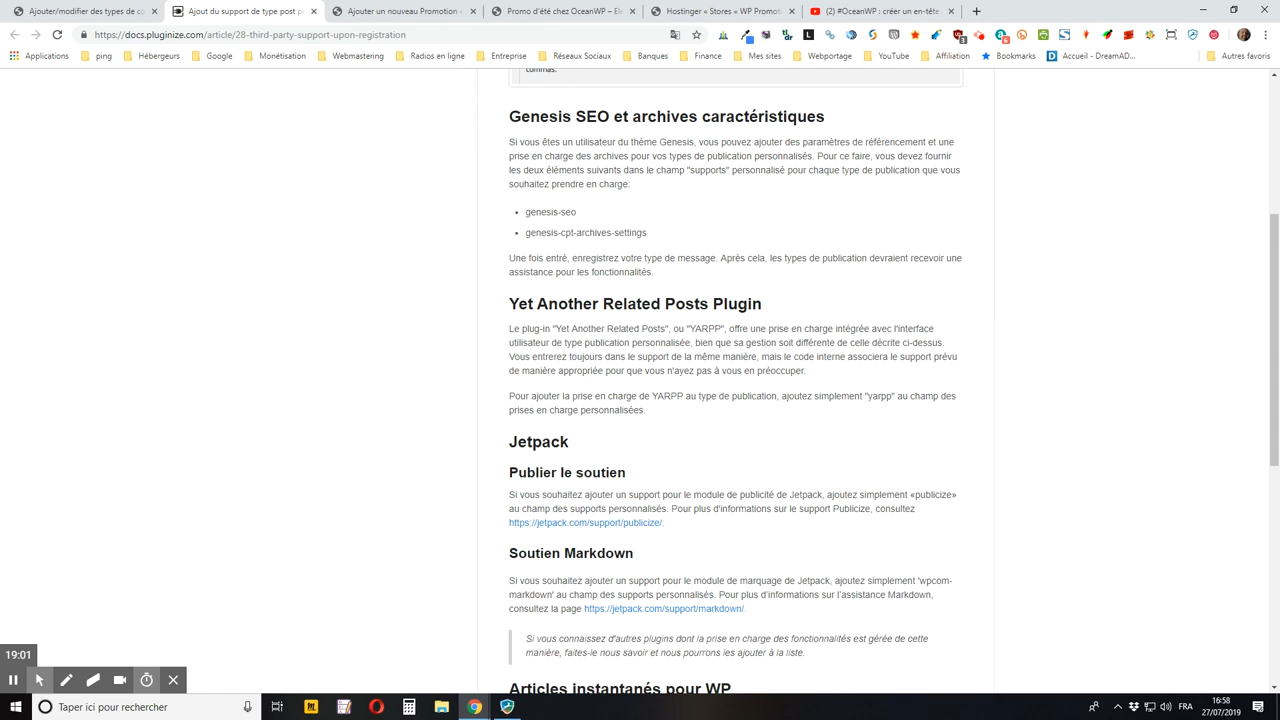 Ajouter/modifier des types de co
Ajout du support de type post p
Ajouter un nouveau Promotion «
Promo d'été chez OceanWP – Ele
Hostinger « Stores « WP Promoti
(2) #OceanWP : créer un en-tête
https://docs.pluginize.com/article/28-third-party-support-upon-registration
Applications ping Hébergeurs Google Monétisati Webmastering Radios en ligne Entreprise Réseaux Sociaux Banques Finance Mes sites Webportage YouTube Affiliation Bookmarks Accueil - DreamAD... Autres favoris
commas.
Genesis SEO et archives caractéristiques
Si vous êtes un utilisateur du thème Genesis, vous pouvez ajouter des paramètres de référencement et une
prise en charge des archives pour vos types de publication personnalisés. Pour ce faire, vous devez fournir
les deux éléments suivants dans le champ "supports" personnalisé pour chaque type de publication que vous
souhaitez prendre en charge:
• genesis-seo
• genesis-cpt-archives-settings
Une fois entré, enregistrez votre type de message. Après cela, les types de publication devraient recevoir une
assistance pour les fonctionnalités.
Yet Another Related Posts Plugin
Le plug-in "Yet Another Related Posts", ou "YARPP", offre une prise en charge intégrée avec l'interface
utilisateur de type publication personnalisée, bien que sa gestion soit différente de celle décrite ci-dessus.
Vous entrerez toujours dans le support de la même manière, mais le code interne associera le support prévu
de manière appropriée pour que vous n'ayez pas à vous en préoccuper.
Pour ajouter la prise en charge de YARPP au type de publication, ajoutez simplement "yarpp" au champ des
prises en charge personnalisées.
Jetpack
Publier le soutien
Si vous souhaitez ajouter un support pour le module de publicité de Jetpack, ajoutez simplement «publicize»
au champ des supports personnalisés. Pour plus d'informations sur le support Publicize, consultez
https://jetpack.com/support/publicize/.
Soutien Markdown
Si vous souhaitez ajouter un support pour le module de marquage de Jetpack, ajoutez simplement 'wpcom-
markdown' au champ des supports personnalisés. Pour plus d'informations sur l'assistance Markdown,
consultez la page https://jetpack.com/support/markdown/.
Si vous connaissez d'autres plugins dont la prise en charge des fonctionnalités est gérée de cette
manière, faites-le nous savoir et nous pourrons les ajouter à la liste.
Articles instantanés pour WP
19:01
Taper ici pour rechercher
FRA
16:58
27/07/2019